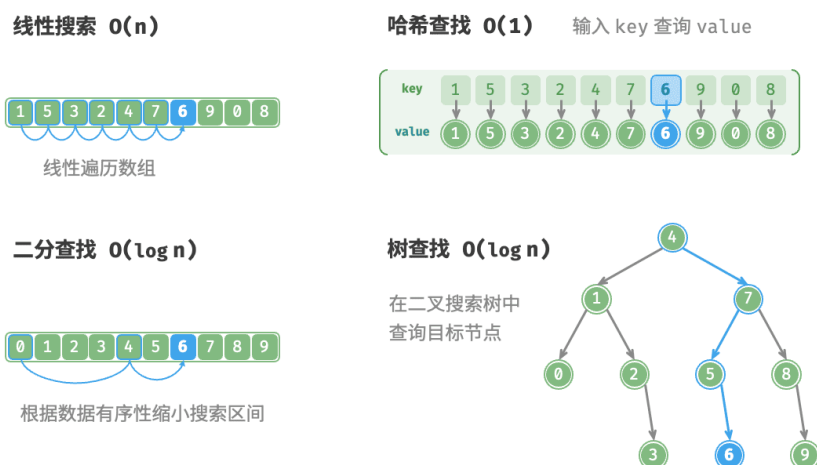 线性搜索 O(n)
1 5 3 2 4 7 6 9 0 8
线性遍历数组
哈希查找 O(1) 输入 key 查询 value
key 1 5 3 2 4 7 6 9 0 8
value 1 5 3 2 4 7 6 9 0 8
二分查找 O(log n)
0 1 2 3 4 5 6 7 8 9
根据数据有序性缩小搜索区间
树查找 O(log n)
在二叉搜索树中
查询目标节点
4
1 7
0 2 5 8
3 6 9